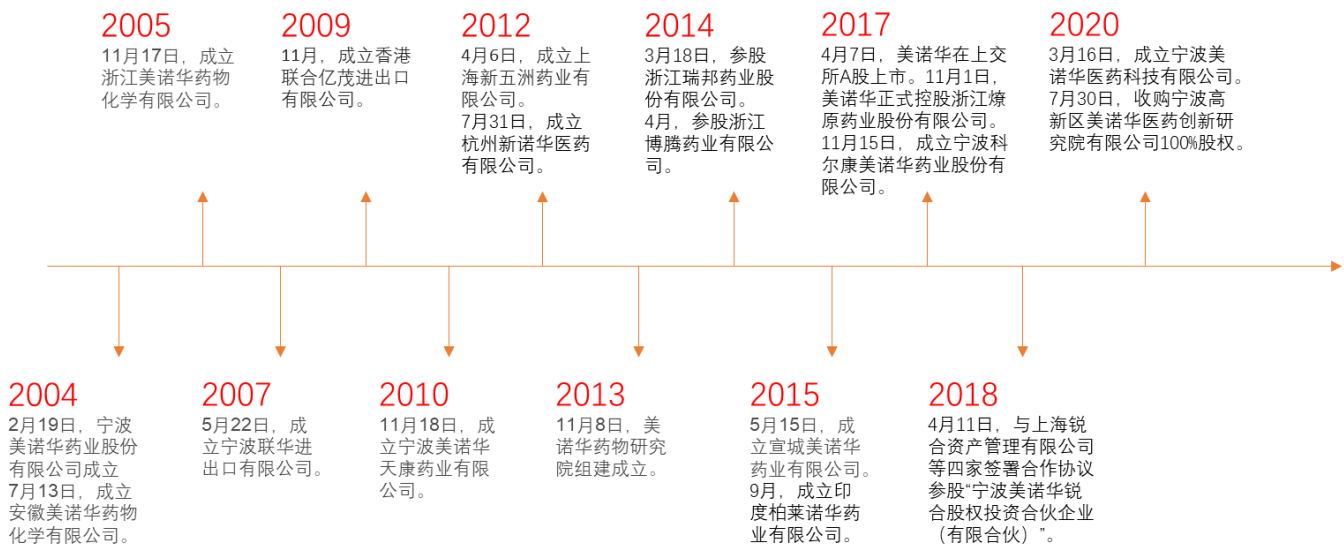 2005
11月17日，成立
浙江美诺华药物
化学有限公司。
2009
11月，成立香港
联合亿茂进出口
有限公司。
2012
4月6日，成立上
海新五洲药业有
限公司。
7月31日，成立
杭州新诺华医药
有限公司。
2014
3月18日，参股
浙江瑞邦药业股
份有限公司。
4月，参股浙江
博腾药业有限公
司。
2017
4月7日，美诺华在上交
所A股上市。11月1日，
美诺华正式控股浙江燎
原药业股份有限公司。
11月15日，成立宁波科
尔康美诺华药业股份有
限公司。
2020
3月16日，成立宁波美
诺华医药科技有限公司。
7月30日，收购宁波高
新区美诺华医药创新研
究院有限公司100%股权。
2004
2月19日，宁波
美诺华药业股份
有限公司成立
7月13日，成立
安徽美诺华药物
化学有限公司。
2007
5月22日，成
立宁波联华进
出口有限公司。
2010
11月18日，成
立宁波美诺华
天康药业有限
公司。
2013
11月8日，美
诺华药物研究
院组建成立。
2015
5月15日，成
立宣城美诺华
药业有限公司。
9月，成立印
度柏莱诺华药
业有限公司。
2018
4月11日，与上海锐
合资产管理有限公司
等四家签署合作协议
参股“宁波美诺华锐
合股权投资合伙企业
（有限合伙）”。